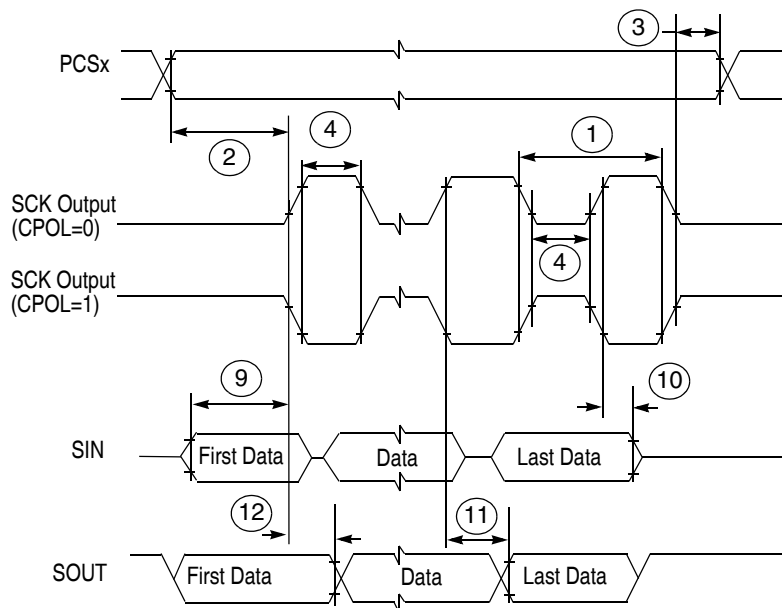 3
PCSx
4
1
2
SCK Output
(CPOL=0)
4
SCK Output
(CPOL=1)
9
10
SIN
First Data
Data
Last Data
12
11
SOUT
First Data
Data
Last Data